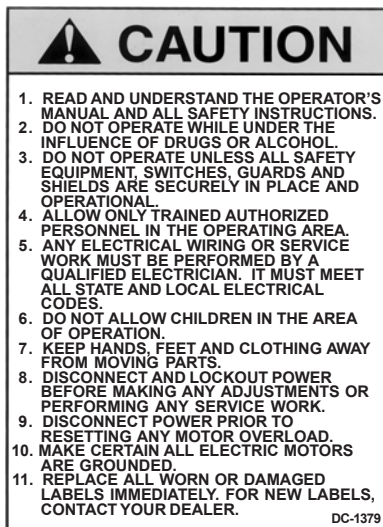 CAUTION
1. READ AND UNDERSTAND THE OPERATOR'S
MANUAL AND ALL SAFETY INSTRUCTIONS.
2. DO NOT OPERATE WHILE UNDER THE
INFLUENCE OF DRUGS OR ALCOHOL.
3. DO NOT OPERATE UNLESS ALL SAFETY
EQUIPMENT, SWITCHES, GUARDS AND
SHIELDS ARE SECURELY IN PLACE AND
OPERATIONAL.
4. ALLOW ONLY TRAINED AUTHORIZED
PERSONNEL IN THE OPERATING AREA.
5. ANY ELECTRICAL WIRING OR SERVICE
WORK MUST BE PERFORMED BY A
QUALIFIED ELECTRICIAN. IT MUST MEET
ALL STATE AND LOCAL ELECTRICAL
CODES.
6. DO NOT ALLOW CHILDREN IN THE AREA
OF OPERATION.
7. KEEP HANDS, FEET AND CLOTHING AWAY
FROM MOVING PARTS.
8. DISCONNECT AND LOCKOUT POWER
BEFORE MAKING ANY ADJUSTMENTS OR
PERFORMING ANY SERVICE WORK.
9. DISCONNECT POWER PRIOR TO
RESETTING ANY MOTOR OVERLOAD.
10. MAKE CERTAIN ALL ELECTRIC MOTORS
ARE GROUNDED.
11. REPLACE ALL WORN OR DAMAGED
LABELS IMMEDIATELY. FOR NEW LABELS,
CONTACT YOUR DEALER.
DC-1379